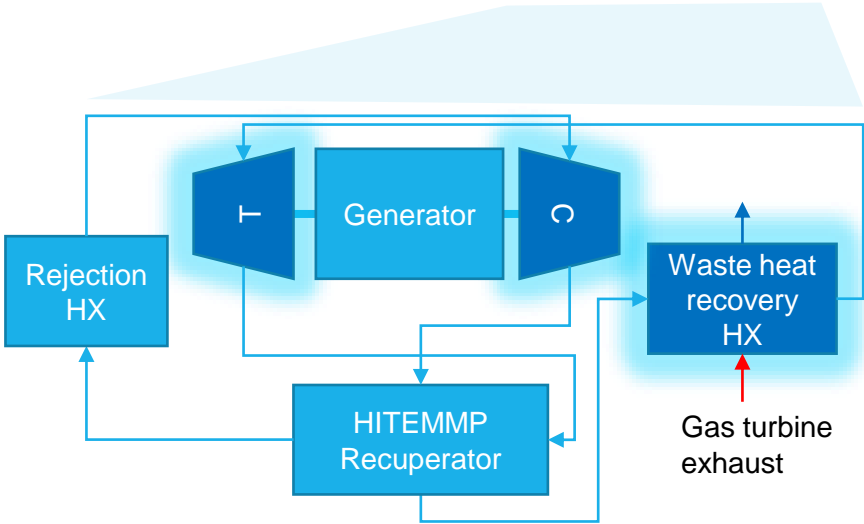 T
Generator
C
Rejection
HX
Waste heat
recovery
HX
HITEMMP
Recuperator
Gas turbine
exhaust